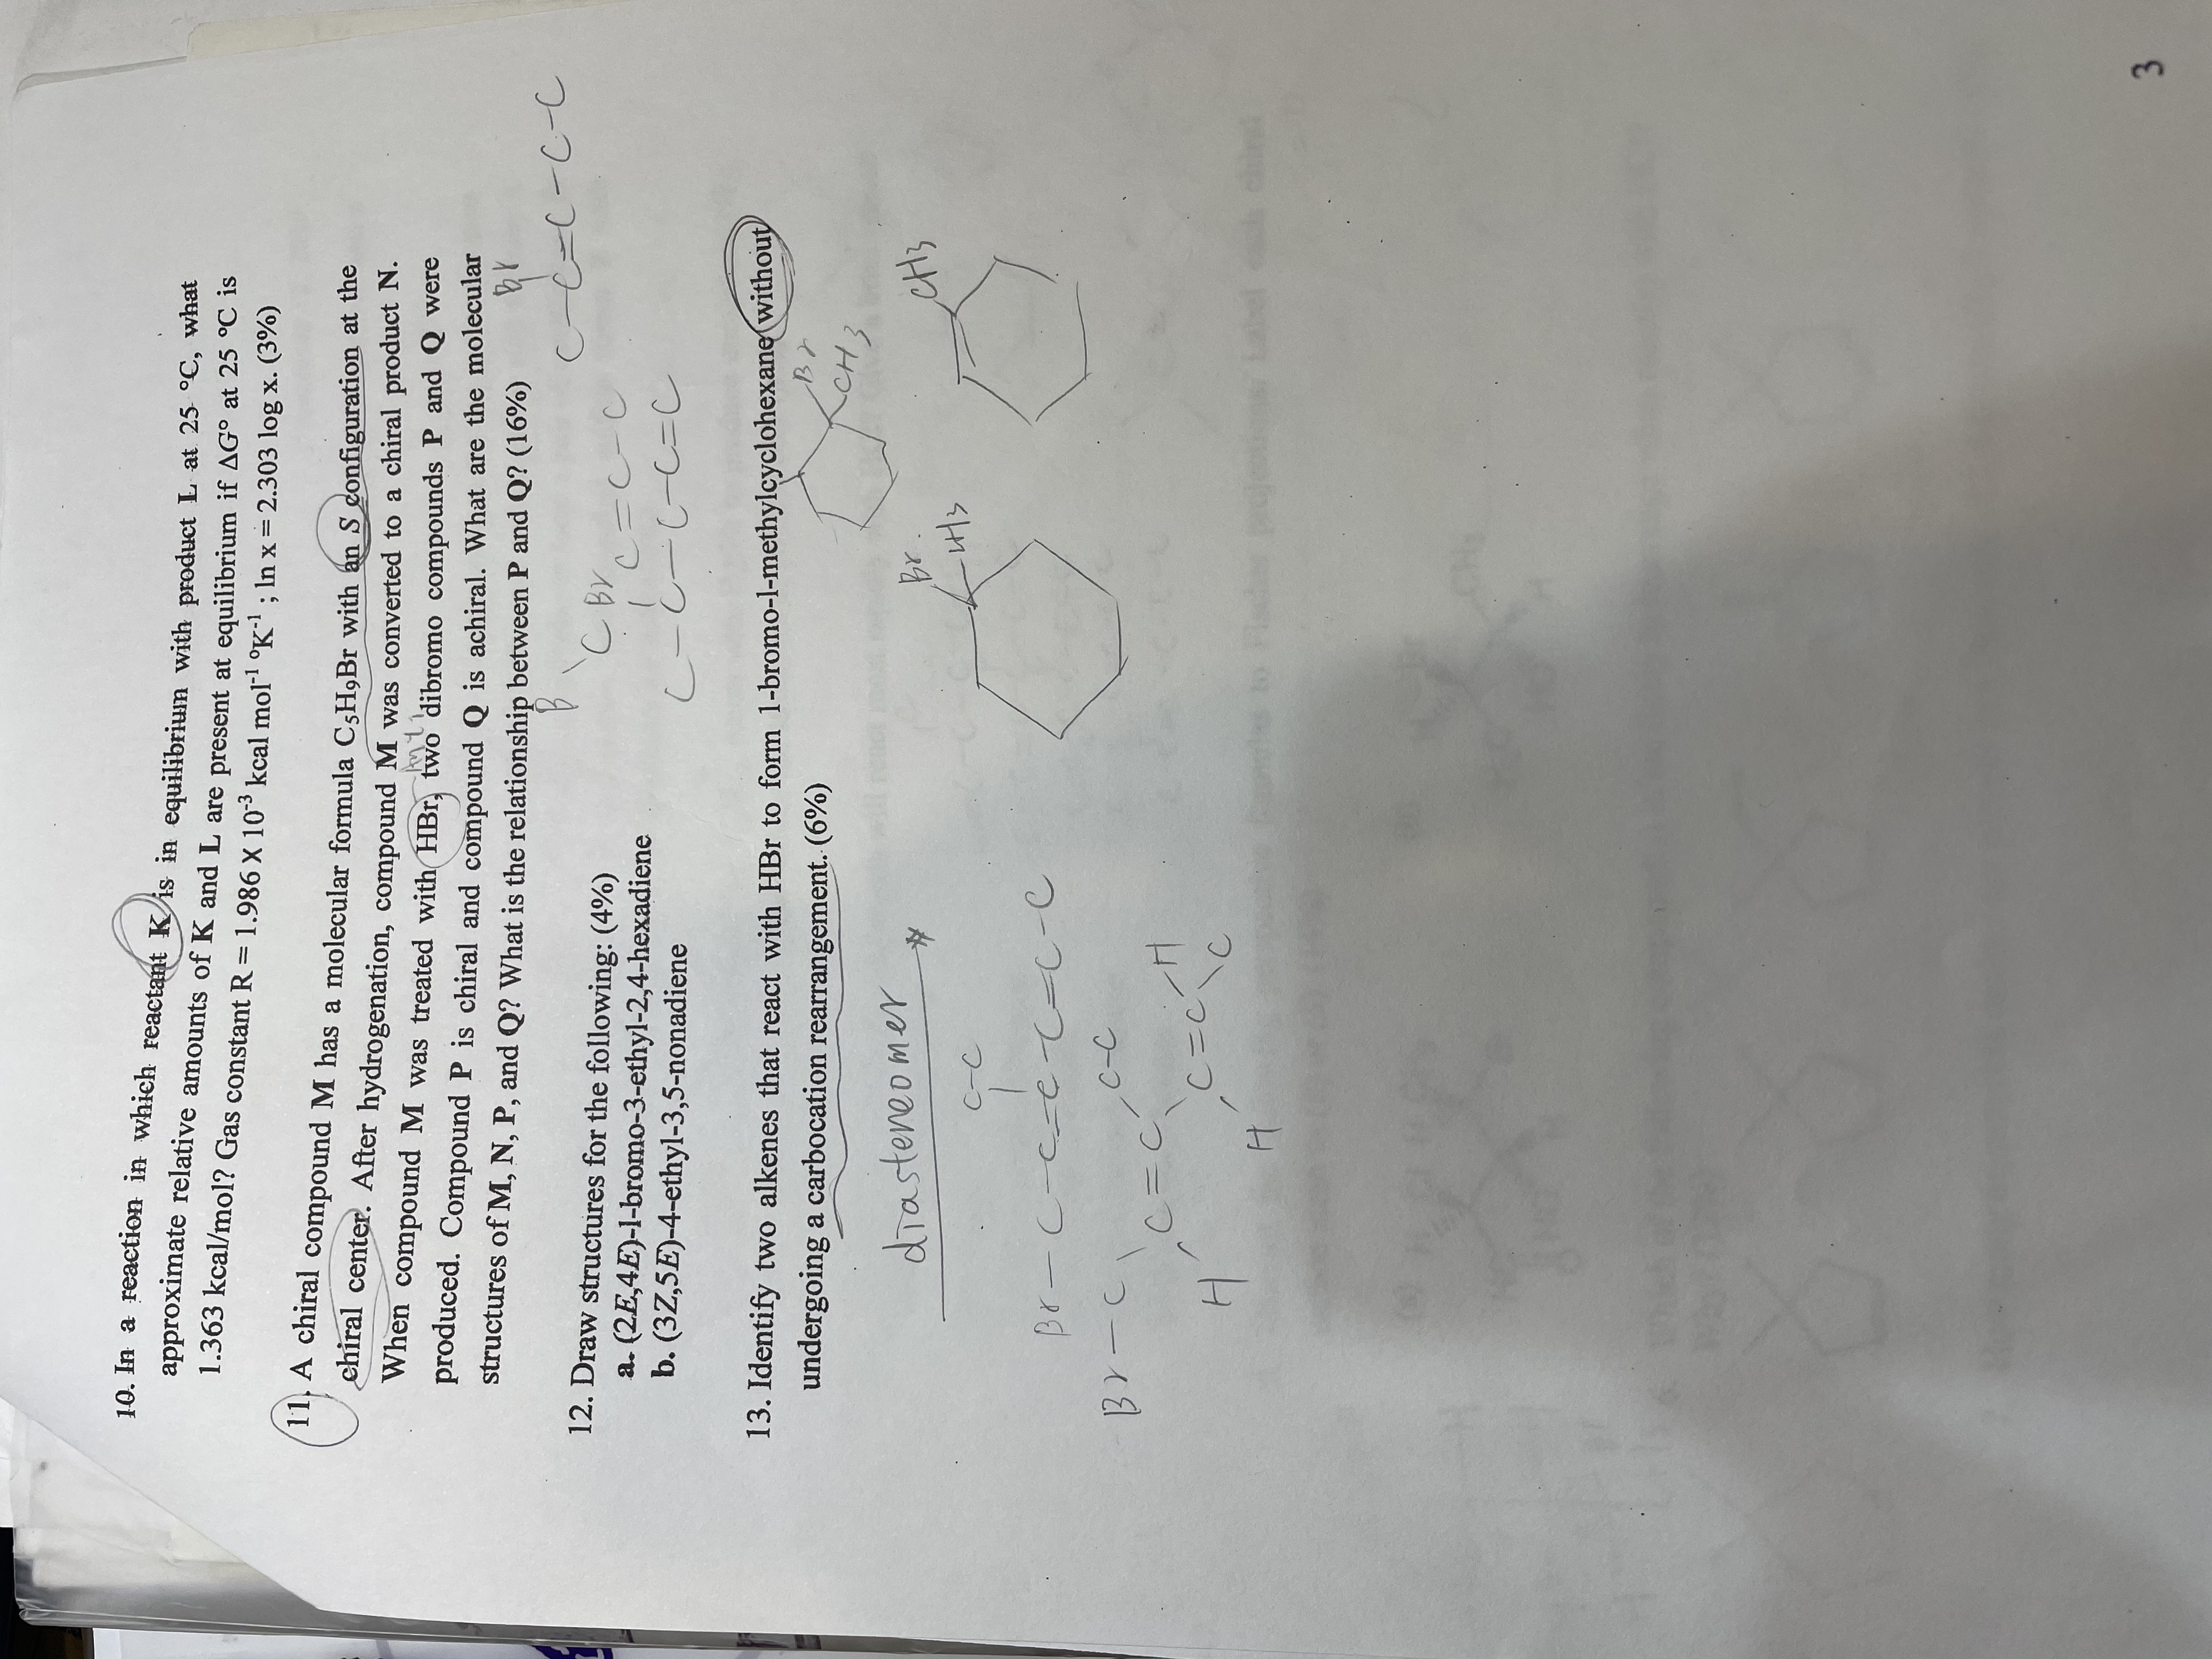 10. In a reaction in which reactant K is in equilibrium with product L at 25 °C, what
approximate relative amounts of K and L are present at equilibrium if ΔG° at 25 °C is
1.363 kcal/mol? Gas constant R = 1.986 X 10⁻³ kcal mol⁻¹ °K⁻¹ ; ln x = 2.303 log x. (3%)
11. A chiral compound M has a molecular formula C₅H₉Br with an S configuration at the
chiral center. After hydrogenation, compound M was converted to a chiral product N.
Anti
When compound M was treated with HBr, two dibromo compounds P and Q were
produced. Compound P is chiral and compound Q is achiral. What are the molecular
structures of M, N, P, and Q? What is the relationship between P and Q? (16%)
Br
C-C=C-C-C
B
C Br C=C-C
C-C-C-C=C
12. Draw structures for the following: (4%)
a. (2E,4E)-1-bromo-3-ethyl-2,4-hexadiene
b. (3Z,5E)-4-ethyl-3,5-nonadiene
13. Identify two alkenes that react with HBr to form 1-bromo-1-methylcyclohexane without
undergoing a carbocation rearrangement. (6%)
Br
CH3
diastereomer
Br
CH3
CH3
C-C
Br-C-C=C-C=C-C
Br-C C-C
C=C H
H C=C C
H
3